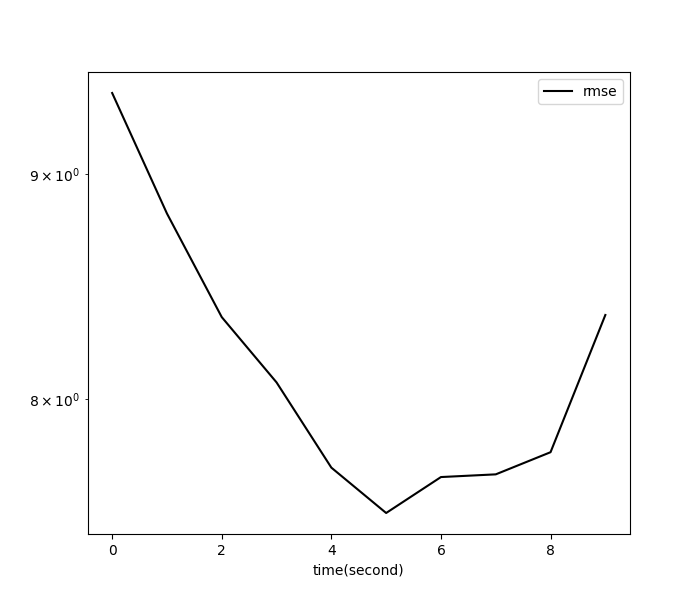 rmse
9 × 10⁰
8 × 10⁰
0 2 4 6 8
time(second)